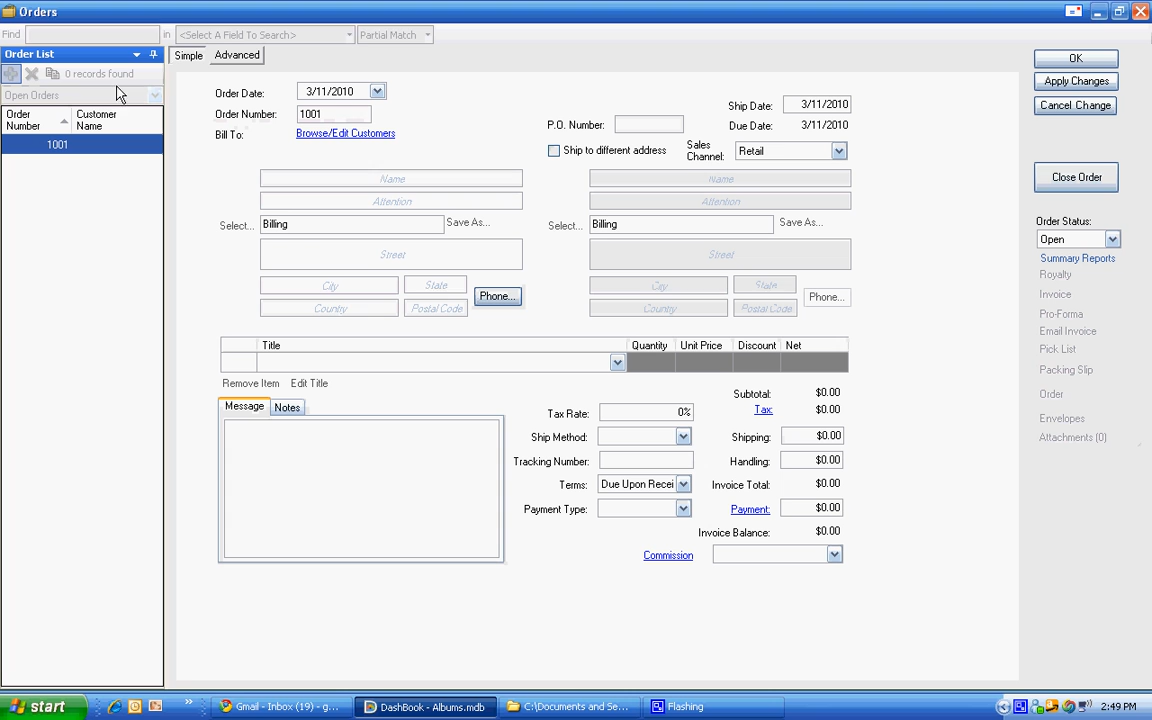 Orders
Find in <Select A Field To Search> Partial Match
Order List
Simple Advanced
0 records found
Open Orders
Order Number Customer Name
1001
Order Date: 3/11/2010
Order Number: 1001
Bill To: Browse/Edit Customers
Ship Date: 3/11/2010
P.O. Number: Due Date: 3/11/2010
Ship to different address Sales Channel: Retail
Name Name
Attention Attention
Select... Billing Save As... Select... Billing Save As...
Street Street
City State City State
Phone... Phone...
Country Postal Code Country Postal Code
Title Quantity Unit Price Discount Net
Remove Item Edit Title
Message Notes
Subtotal: $0.00
Tax Rate: 0% Tax: $0.00
Ship Method: Shipping: $0.00
Tracking Number: Handling: $0.00
Terms: Due Upon Recei Invoice Total: $0.00
Payment Type: Payment: $0.00
Invoice Balance: $0.00
Commission
OK
Apply Changes
Cancel Change
Close Order
Order Status:
Open
Summary Reports
Royalty
Invoice
Pro-Forma
Email Invoice
Pick List
Packing Slip
Order
Envelopes
Attachments (0)
start Gmail - Inbox (19) - g... DashBook - Albums.mdb C:\Documents and Se... Flashing 2:49 PM